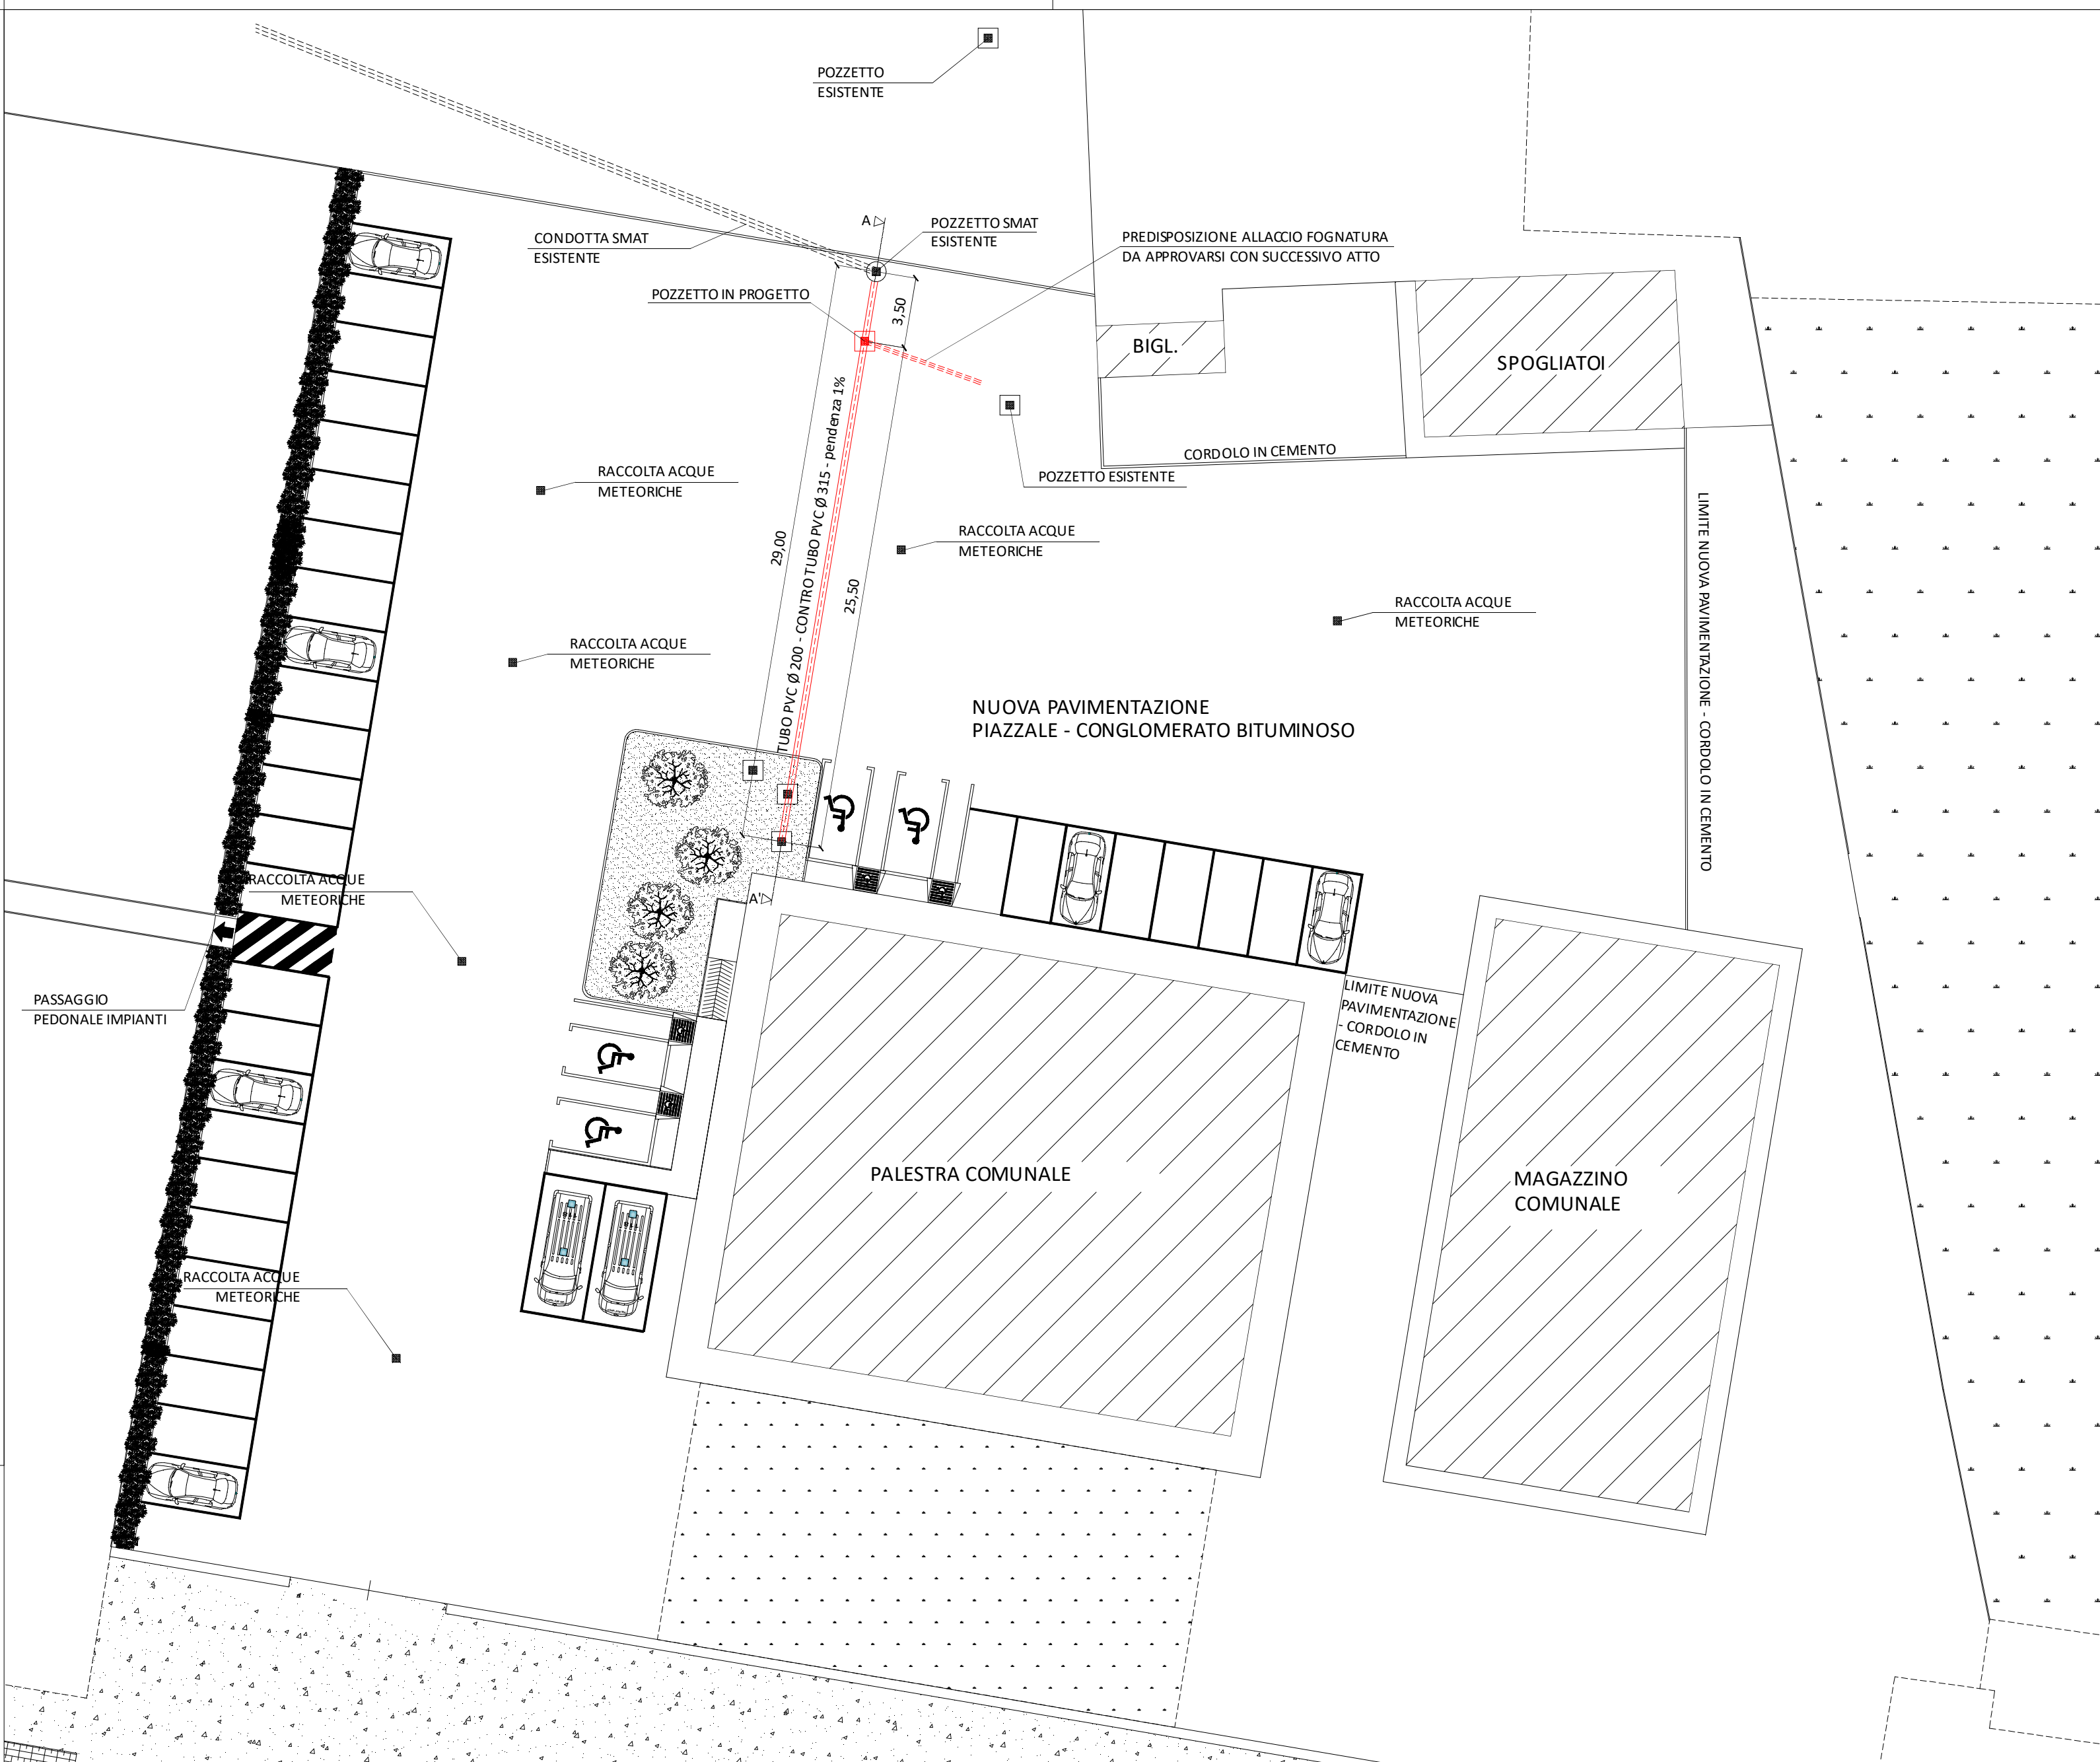 POZZETTO
ESISTENTE
A
POZZETTO SMAT
ESISTENTE
CONDOTTA SMAT
ESISTENTE
PREDISPOSIZIONE ALLACCIO FOGNATURA
DA APPROVARSI CON SUCCESSIVO ATTO
POZZETTO IN PROGETTO
3,50
BIGL.
SPOGLIATOI
CORDOLO IN CEMENTO
POZZETTO ESISTENTE
RACCOLTA ACQUE
METEORICHE
TUBO PVC Ø 200 - CONTRO TUBO PVC Ø 315 - pendenza 1%
29,00
25,50
RACCOLTA ACQUE
METEORICHE
RACCOLTA ACQUE
METEORICHE
RACCOLTA ACQUE
METEORICHE
LIMITE NUOVA PAVIMENTAZIONE - CORDOLO IN CEMENTO
NUOVA PAVIMENTAZIONE
PIAZZALE - CONGLOMERATO BITUMINOSO
RACCOLTA ACQUE
METEORICHE
A'
PASSAGGIO
PEDONALE IMPIANTI
LIMITE NUOVA
PAVIMENTAZIONE
- CORDOLO IN
CEMENTO
PALESTRA COMUNALE
MAGAZZINO
COMUNALE
RACCOLTA ACQUE
METEORICHE